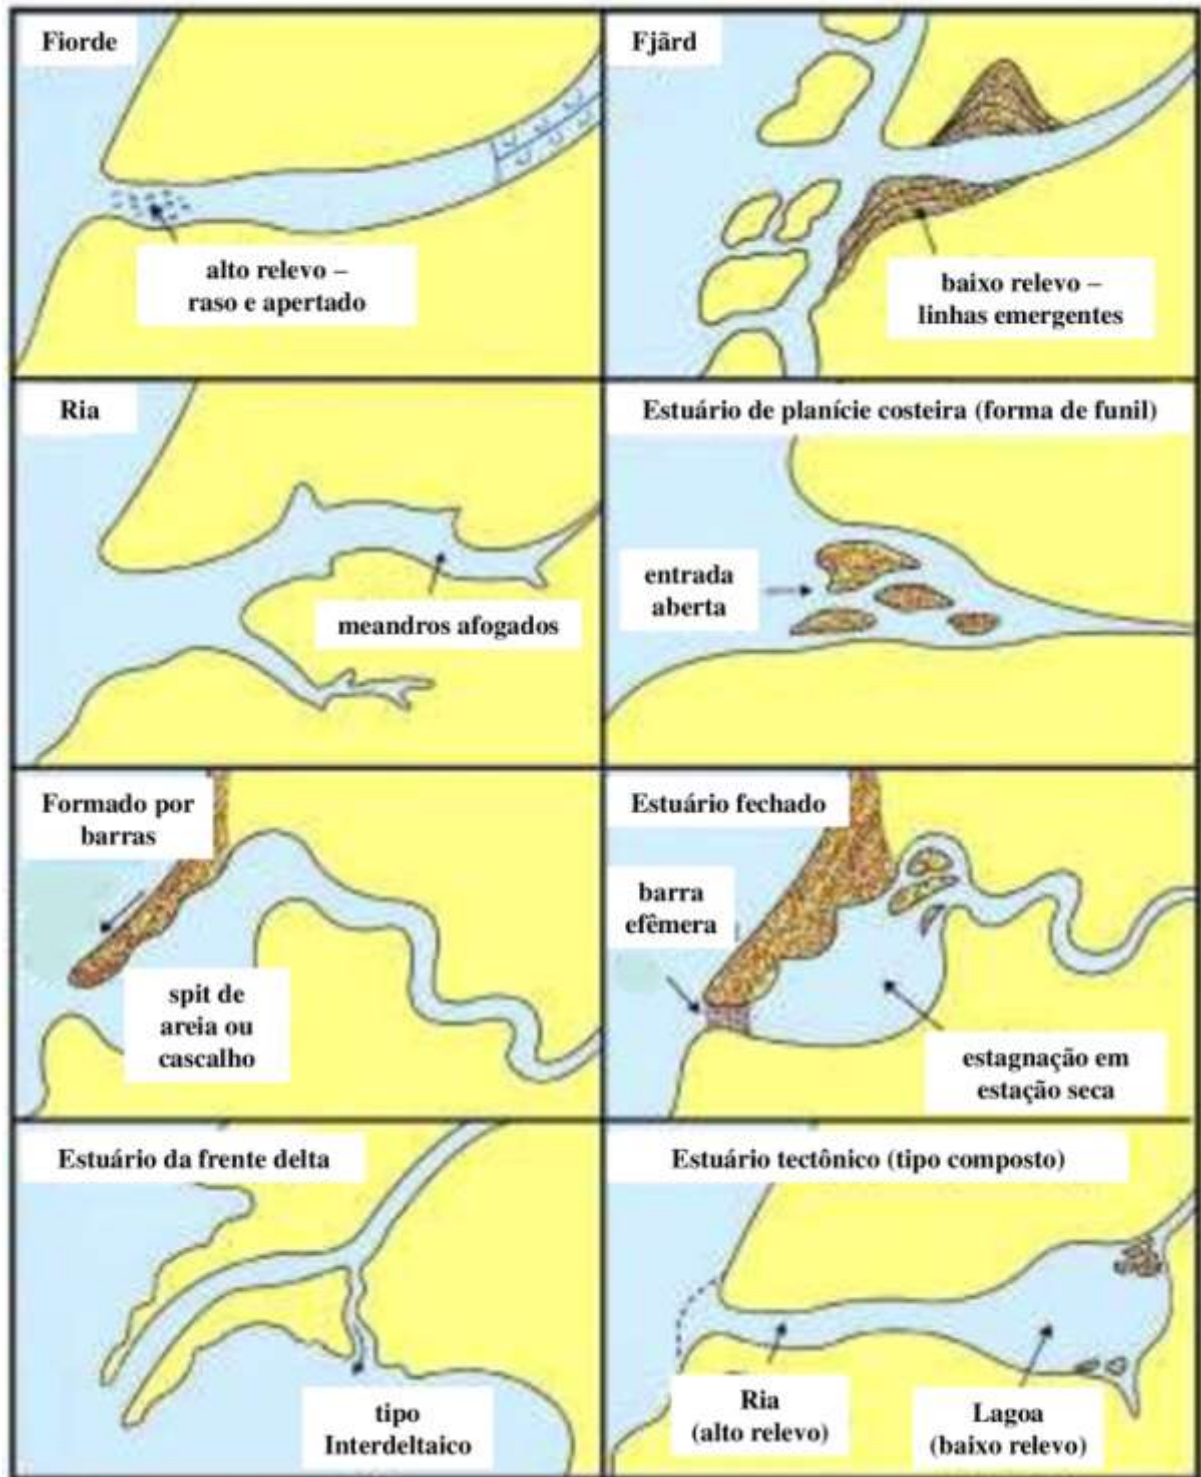 Fiorde
alto relevo –
raso e apertado
Fjãrd
baixo relevo –
linhas emergentes
Ria
meandros afogados
Estuário de planície costeira (forma de funil)
entrada
aberta
Formado por
barras
spit de
areia ou
cascalho
Estuário fechado
barra
efêmera
estagnação em
estação seca
Estuário da frente delta
tipo
Interdeltaico
Estuário tectônico (tipo composto)
Ria
(alto relevo)
Lagoa
(baixo relevo)